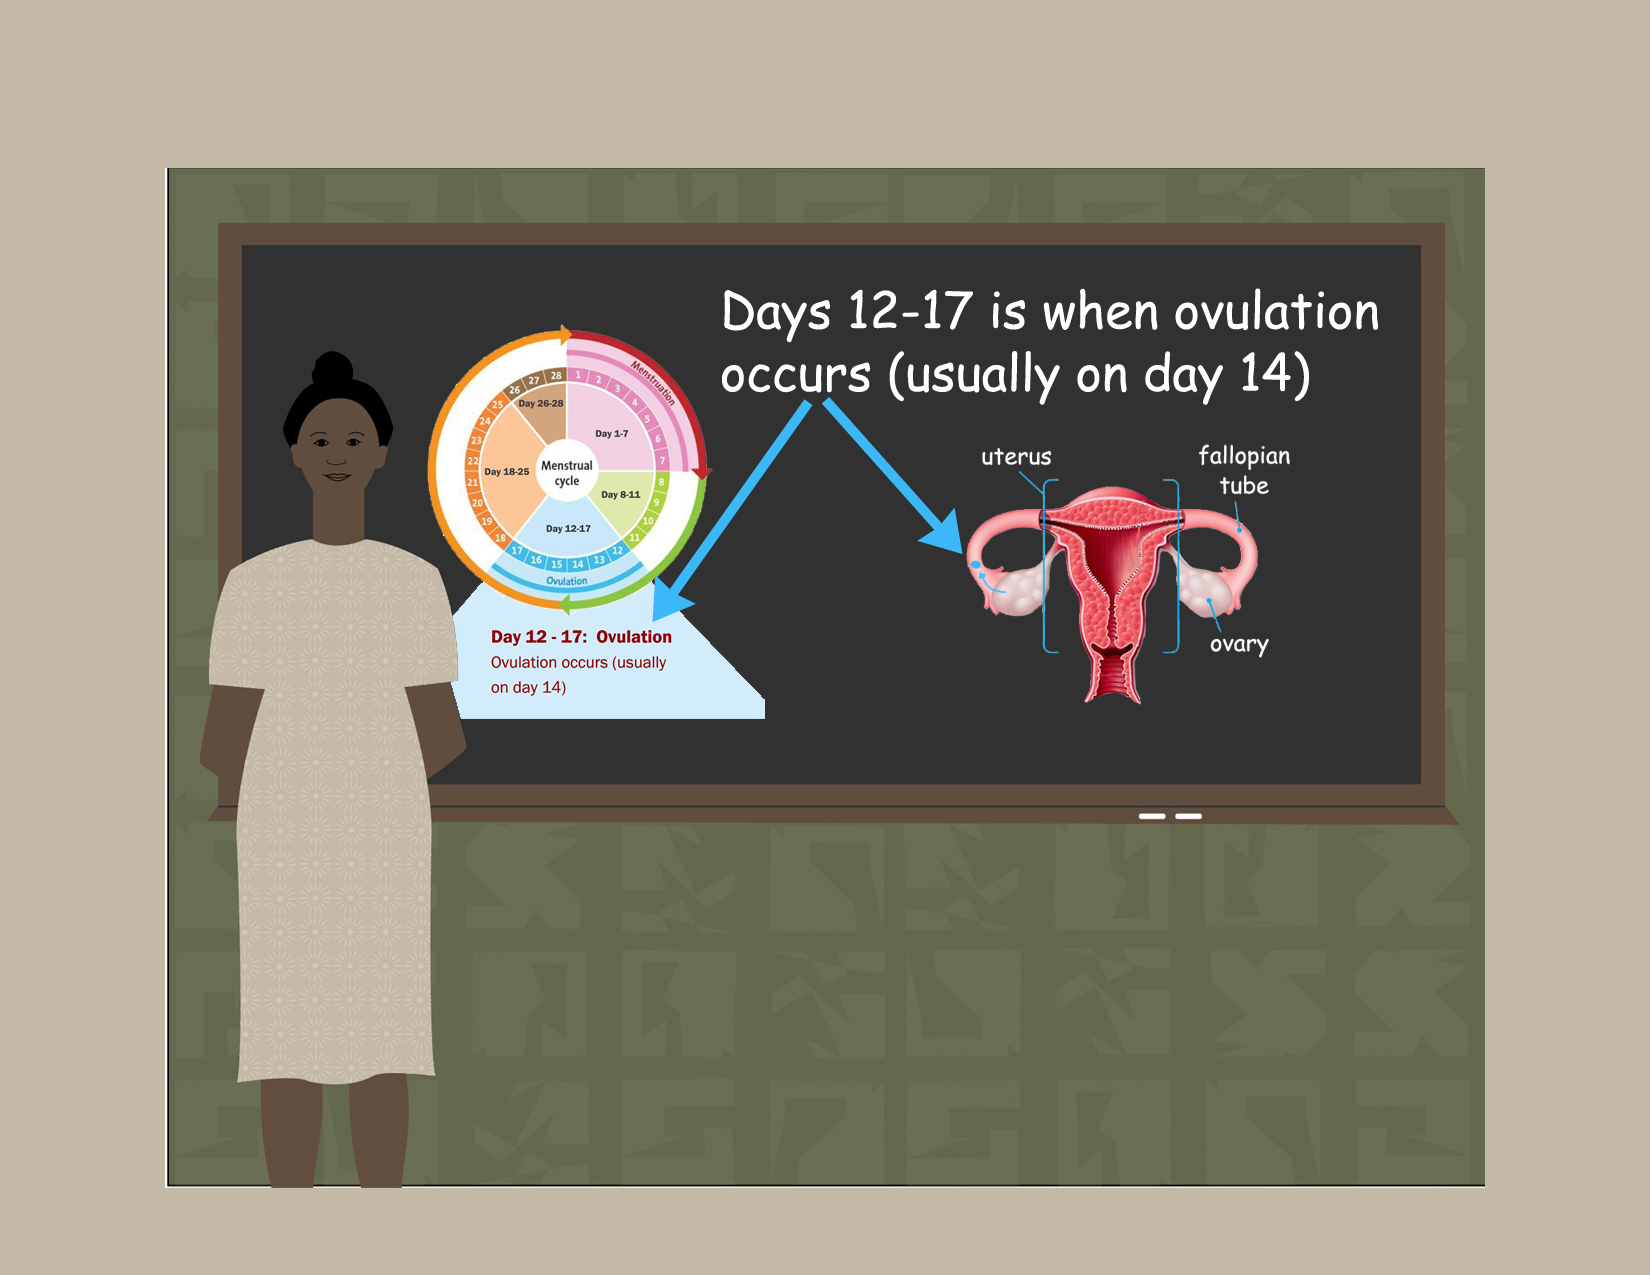 Days 12-17 is when ovulation
occurs (usually on day 14)
Menstruation
26 27 28 1 2 3 4 5 6 7 8 9 10 11 12 13 14 15 16 17 18 19 20 21 22 23 24 25
Day 26-28
Day 1-7
Day 18-25
Menstrual
cycle
Day 8-11
Day 12-17
Ovulation
Day 12 - 17: Ovulation
Ovulation occurs (usually
on day 14)
uterus
fallopian
tube
ovary